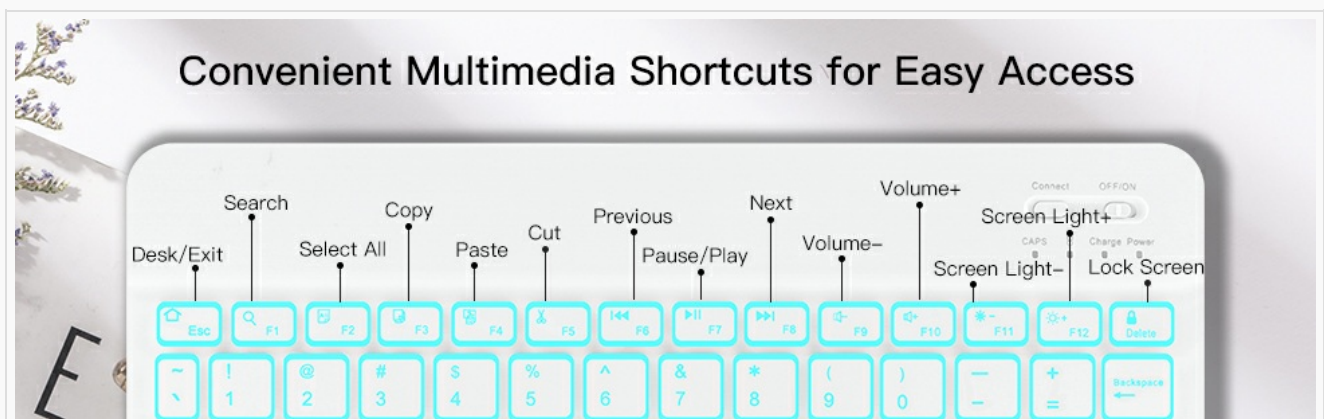 Convenient Multimedia Shortcuts for Easy Access
Connect OFF/ON
Volume+
Search Copy Previous Next Screen Light+
Cut
CAPS Charge Power
Desk/Exit Select All Paste Pause/Play Volume- Screen Light- Lock Screen
Esc F1 F2 F3 F4 F5 F6 F7 F8 F9 F10 F11 F12 Delete
~ ! @ # $ % ^ & * ( ) — + Backspace
` 1 2 3 4 5 6 7 8 9 0 - =
E